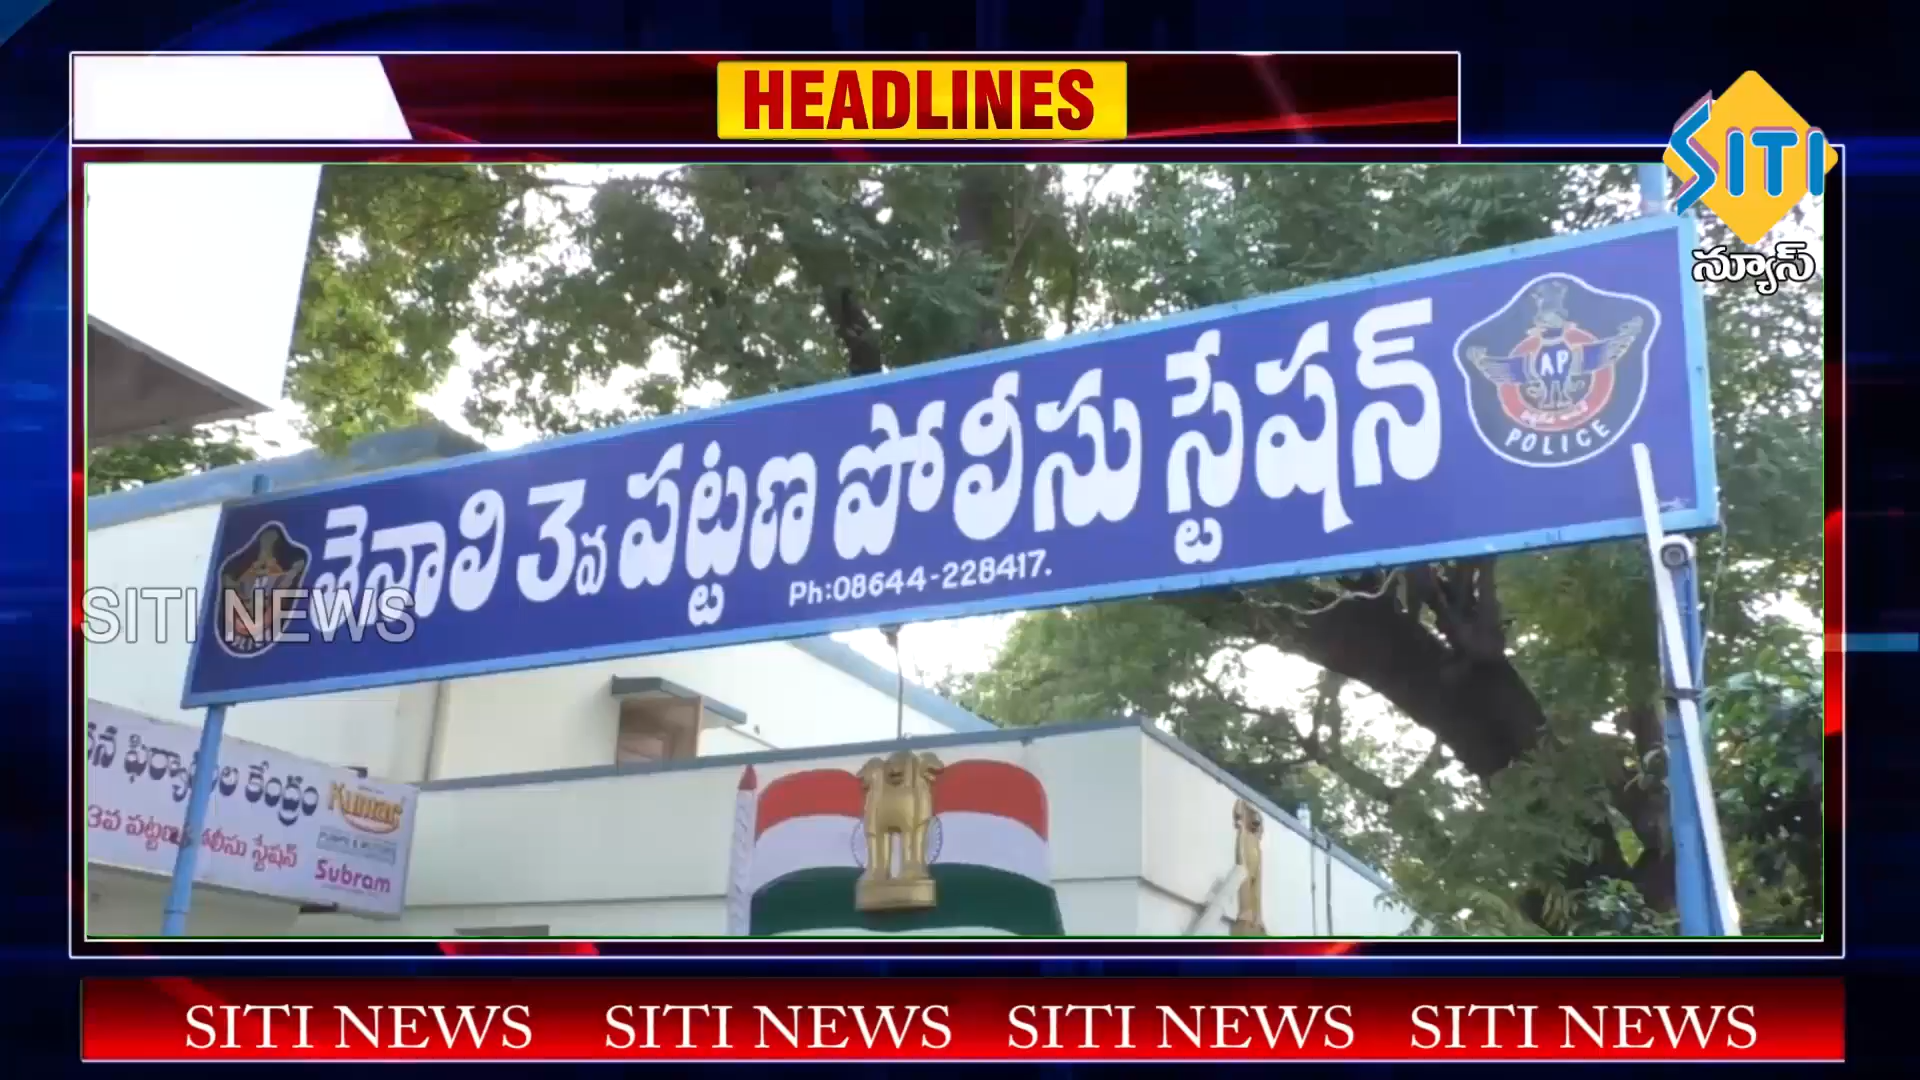 HEADLINES
SITI
న్యూస్
తెనాలి 3వ పట్టణ పోలీసు స్టేషన్
Ph:08644-228417.
AP
POLICE
SITI NEWS
కేంద్రం
3వ పట్టణ
స్టేషన్
Kumar
Subram
SITI NEWS SITI NEWS SITI NEWS SITI NEWS